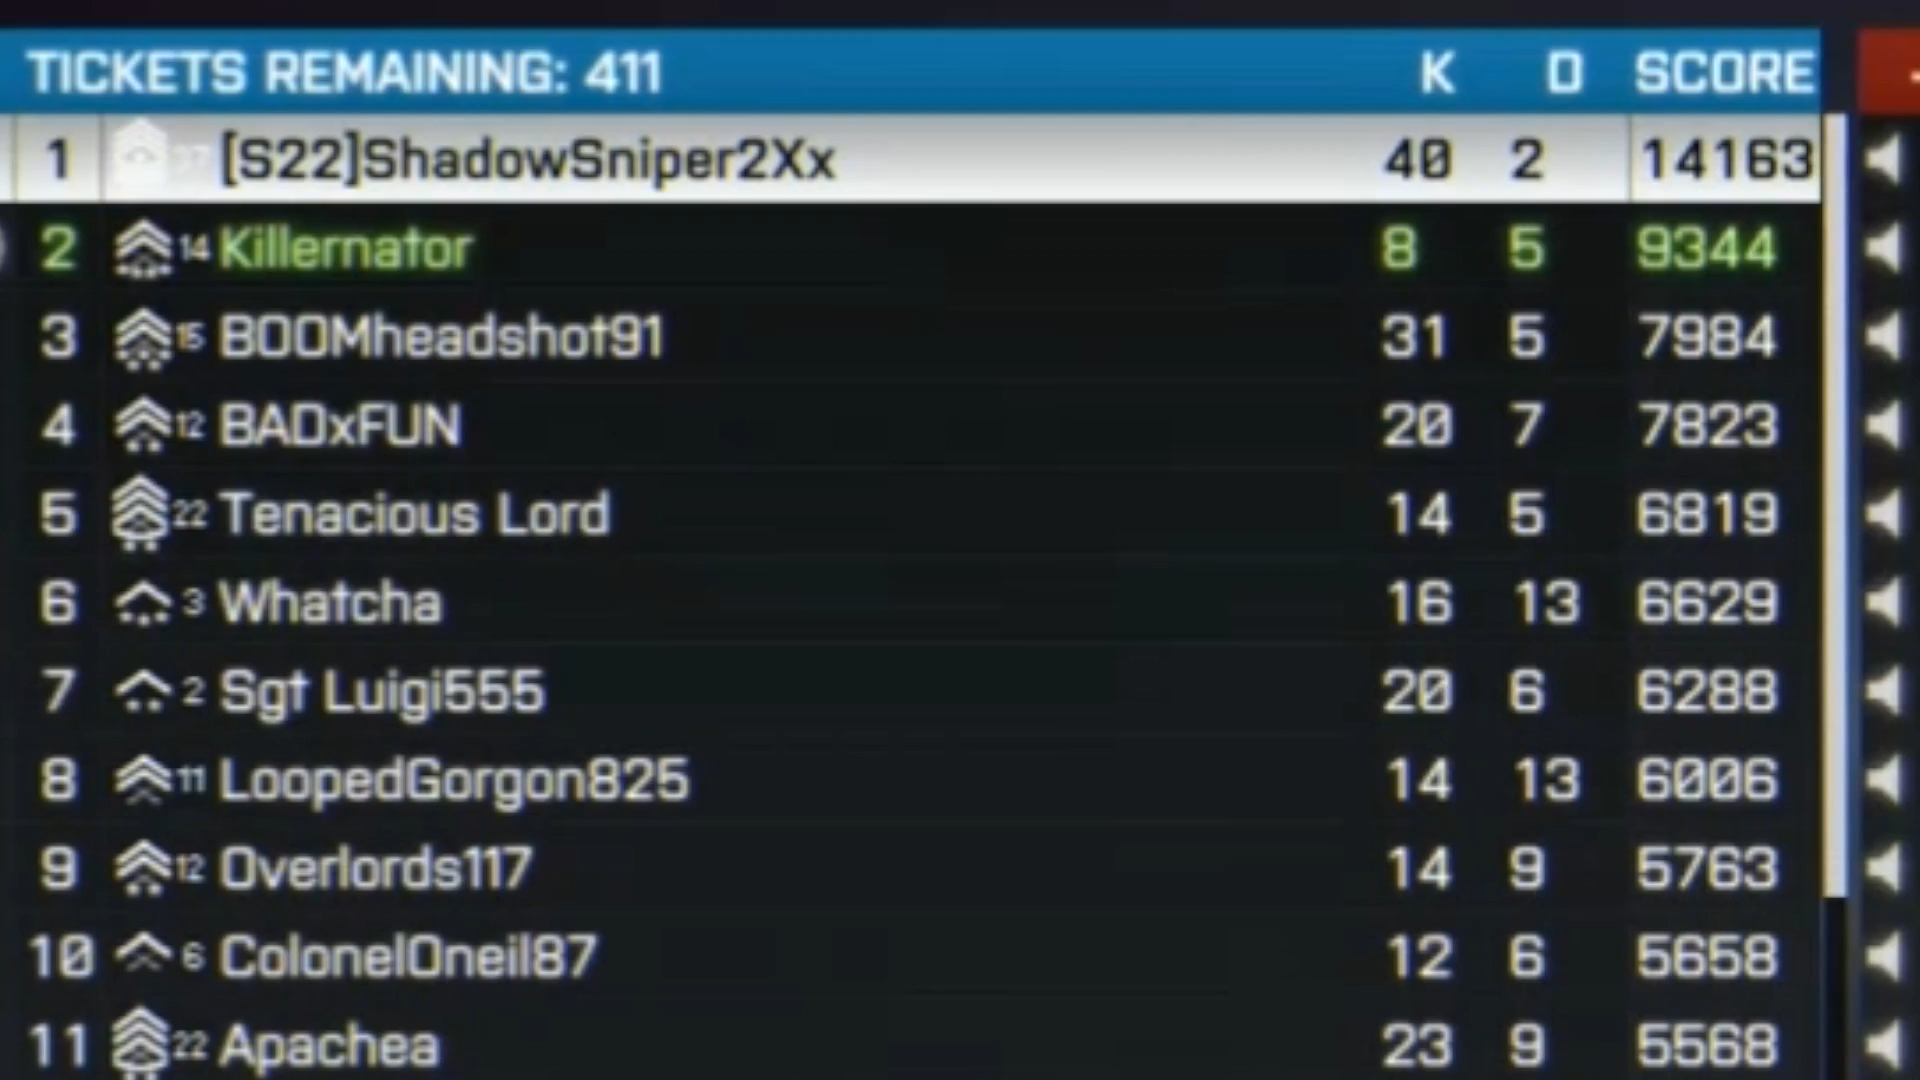 TICKETS REMAINING: 411 K D SCORE
1 [S22]ShadowSniper2Xx 40 2 14163
2 14 Killernator 8 5 9344
3 15 BOOMheadshot91 31 5 7984
4 12 BADxFUN 20 7 7823
5 22 Tenacious Lord 14 5 6819
6 3 Whatcha 16 13 6629
7 2 Sgt Luigi555 20 6 6288
8 11 LoopedGorgon825 14 13 6006
9 12 Overlords117 14 9 5763
10 6 ColonelOneil87 12 6 5658
11 22 Apachea 23 9 5568